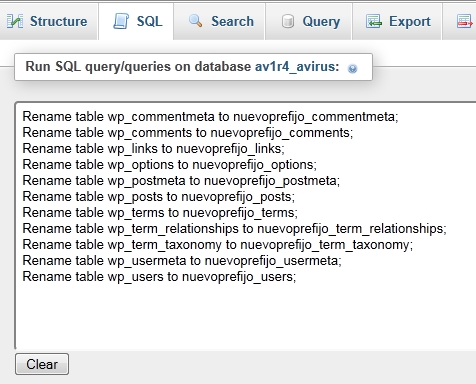 Structure SQL Search Query Export
Run SQL query/queries on database av1r4_avirus:
Rename table wp_commentmeta to nuevoprefijo_commentmeta;
Rename table wp_comments to nuevoprefijo_comments;
Rename table wp_links to nuevoprefijo_links;
Rename table wp_options to nuevoprefijo_options;
Rename table wp_postmeta to nuevoprefijo_postmeta;
Rename table wp_posts to nuevoprefijo_posts;
Rename table wp_terms to nuevoprefijo_terms;
Rename table wp_term_relationships to nuevoprefijo_term_relationships;
Rename table wp_term_taxonomy to nuevoprefijo_term_taxonomy;
Rename table wp_usermeta to nuevoprefijo_usermeta;
Rename table wp_users to nuevoprefijo_users;
Clear